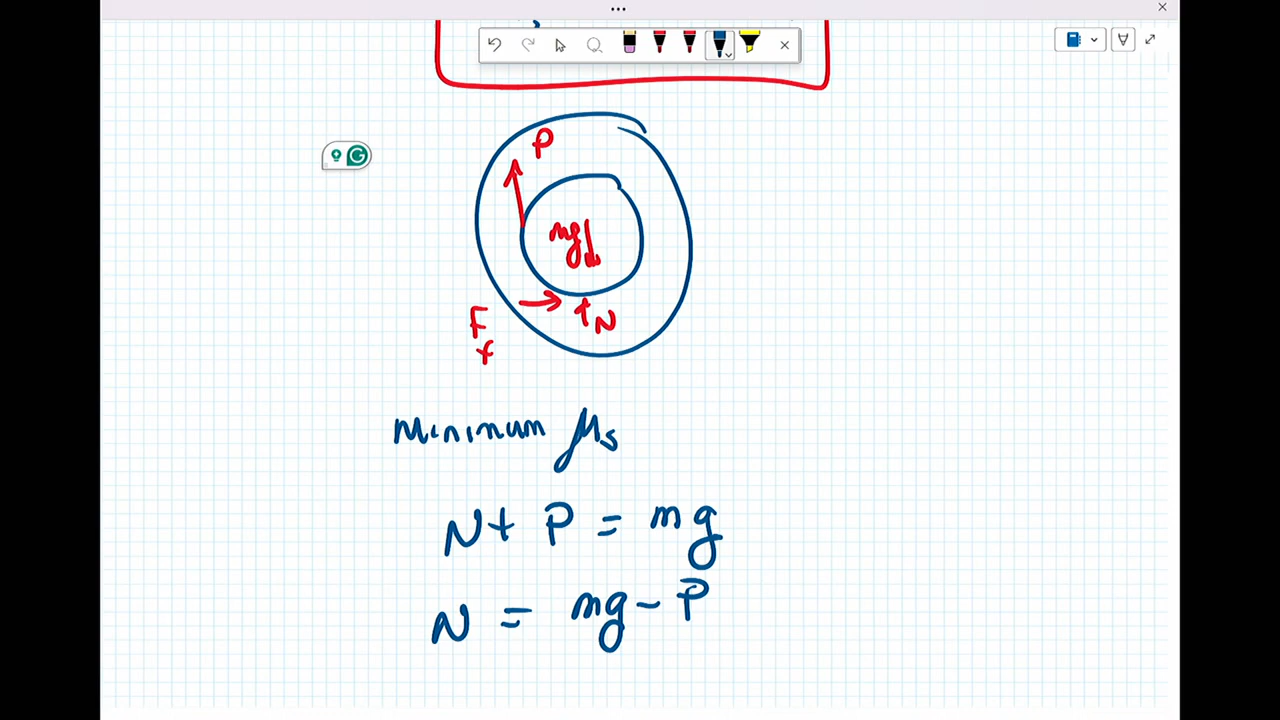 P
mg
F
f
N
Minimum μs
N + P = mg
N = mg - P